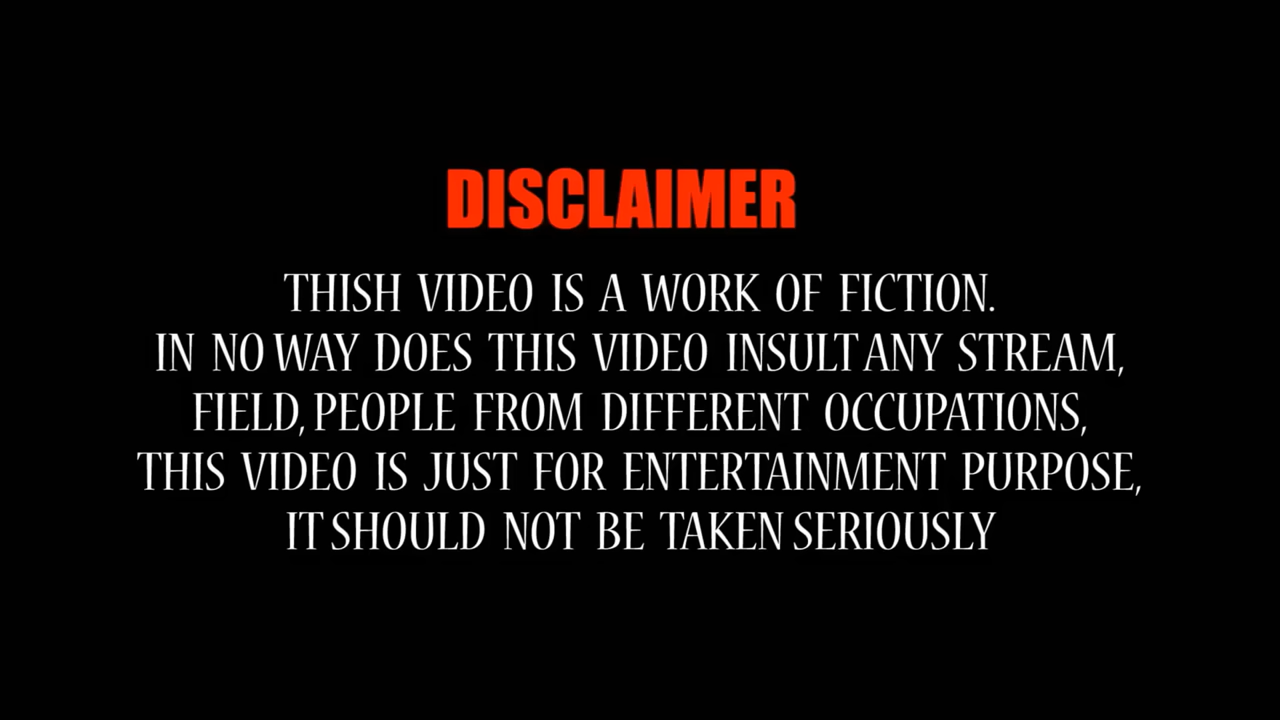 DISCLAIMER
THISH VIDEO IS A WORK OF FICTION.
IN NO WAY DOES THIS VIDEO INSULT ANY STREAM,
FIELD, PEOPLE FROM DIFFERENT OCCUPATIONS,
THIS VIDEO IS JUST FOR ENTERTAINMENT PURPOSE,
IT SHOULD NOT BE TAKEN SERIOUSLY